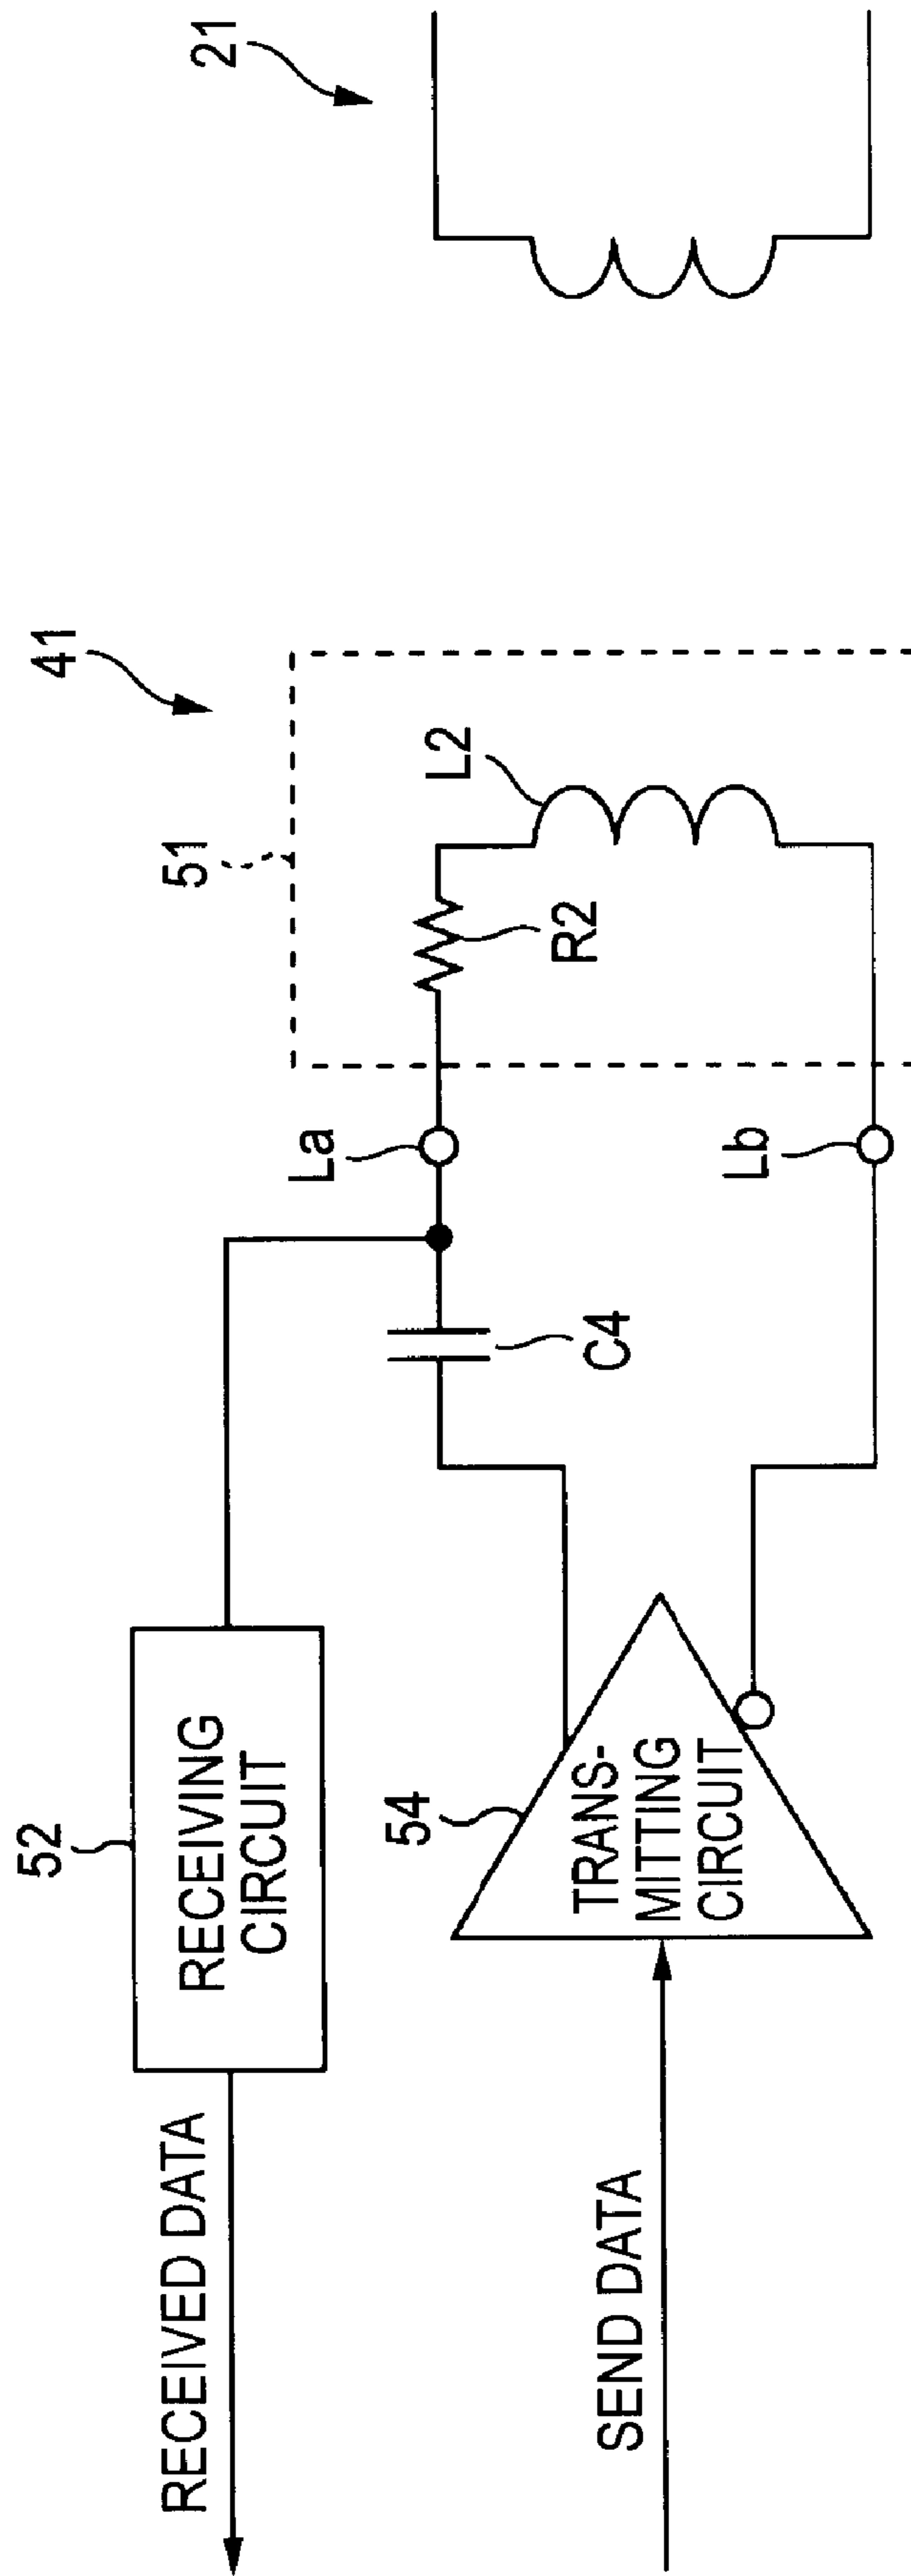 41
21
51
L2
R2
La
Lb
C4
52
RECEIVING
CIRCUIT
54
TRANS-
MITTING
CIRCUIT
RECEIVED DATA
SEND DATA